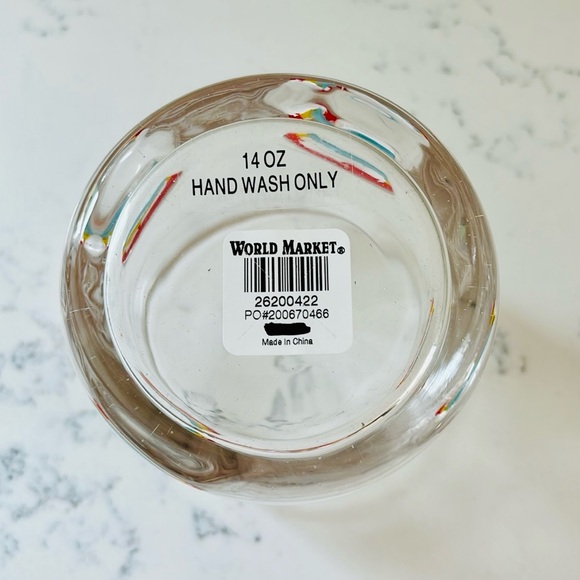 14 OZ
HAND WASH ONLY
WORLD MARKET®
26200422
PO#200670466
Made In China